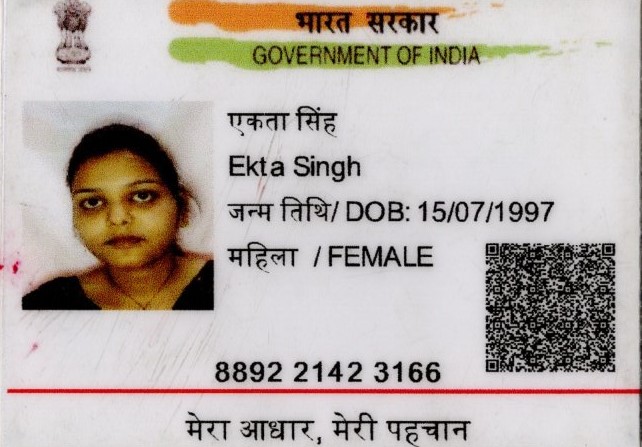 भारत सरकार
GOVERNMENT OF INDIA
एकता सिंह
Ekta Singh
जन्म तिथि/ DOB: 15/07/1997
महिला / FEMALE
8892 2142 3166
मेरा आधार, मेरी पहचान